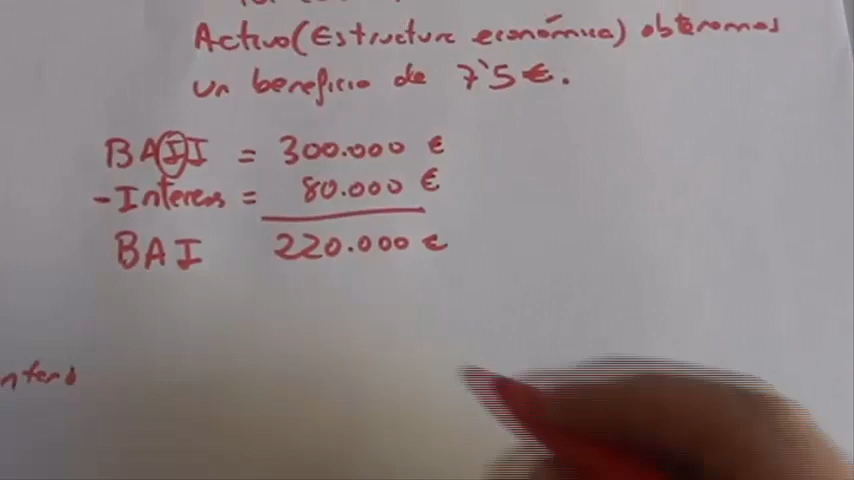 Activo (Estructura económica) obtenemos
un beneficio de 7'5 €.
BAII = 300.000 €
- Intereses = 80.000 €
BAI 220.000 €